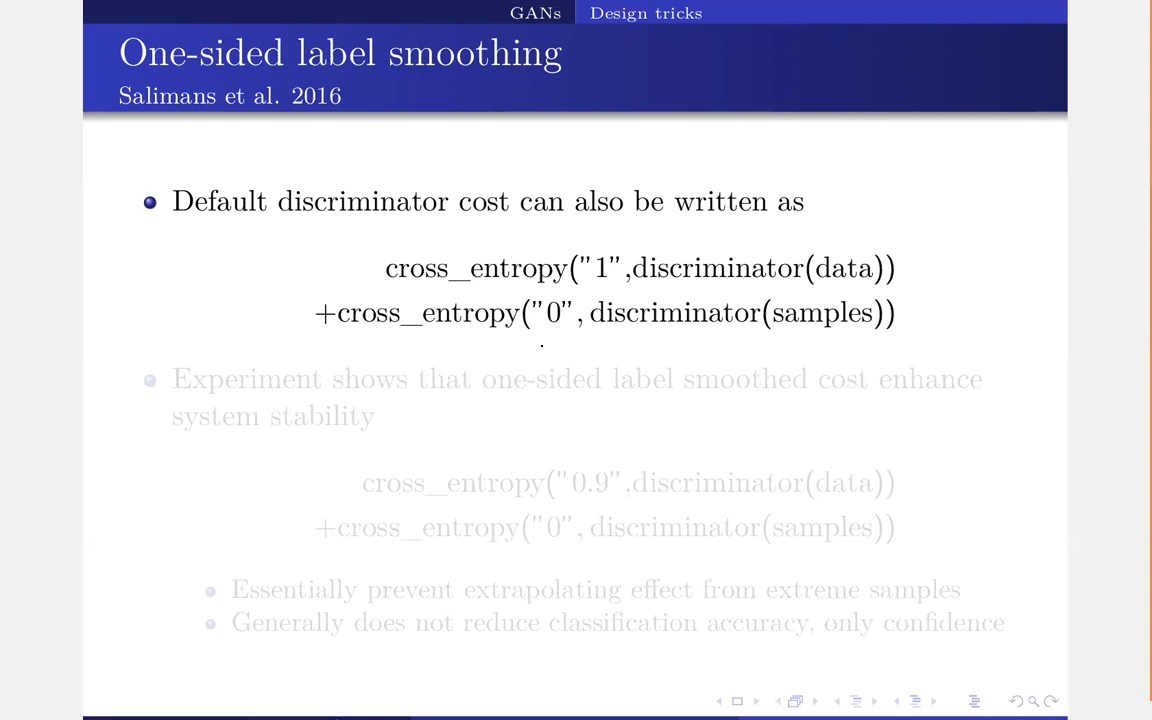 GANs Design tricks
One-sided label smoothing
Salimans et al. 2016
Default discriminator cost can also be written as
cross_entropy("1",discriminator(data))
+cross_entropy("0", discriminator(samples))
Experiment shows that one-sided label smoothed cost enhance
system stability
cross_entropy("0.9",discriminator(data))
+cross_entropy("0", discriminator(samples))
Essentially prevent extrapolating effect from extreme samples
Generally does not reduce classification accuracy, only confidence